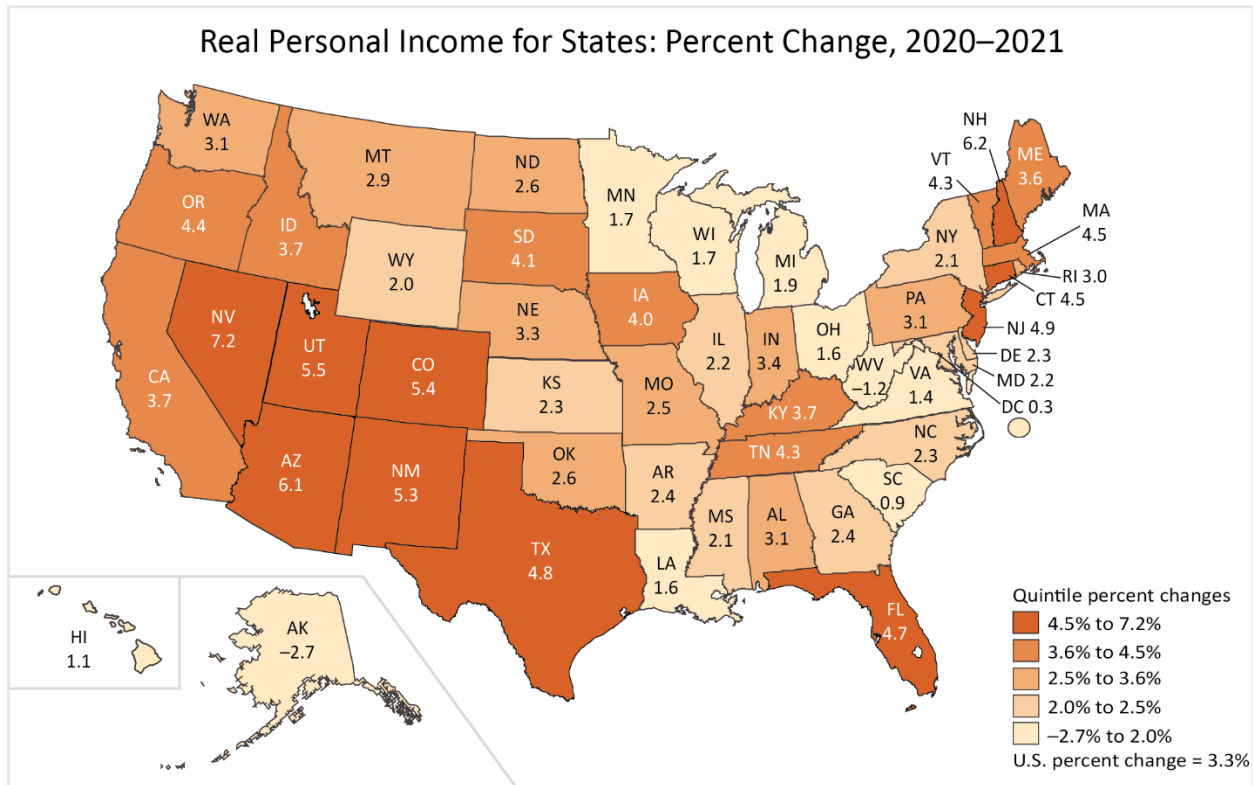 Real Personal Income for States: Percent Change, 2020–2021
WA
3.1
MT
2.9
ND
2.6
MN
1.7
NH
6.2
VT
4.3
ME
3.6
OR
4.4
ID
3.7
SD
4.1
WI
1.7
MI
1.9
NY
2.1
MA
4.5
RI 3.0
CT 4.5
WY
2.0
NE
3.3
IA
4.0
PA
3.1
NJ 4.9
NV
7.2
UT
5.5
CO
5.4
IL
2.2
IN
3.4
OH
1.6
DE 2.3
MD 2.2
DC 0.3
CA
3.7
KS
2.3
MO
2.5
WV
–1.2
VA
1.4
KY 3.7
AZ
6.1
NM
5.3
OK
2.6
AR
2.4
TN 4.3
NC
2.3
SC
0.9
TX
4.8
LA
1.6
MS
2.1
AL
3.1
GA
2.4
FL
4.7
HI
1.1
AK
–2.7
Quintile percent changes
4.5% to 7.2%
3.6% to 4.5%
2.5% to 3.6%
2.0% to 2.5%
–2.7% to 2.0%
U.S. percent change = 3.3%